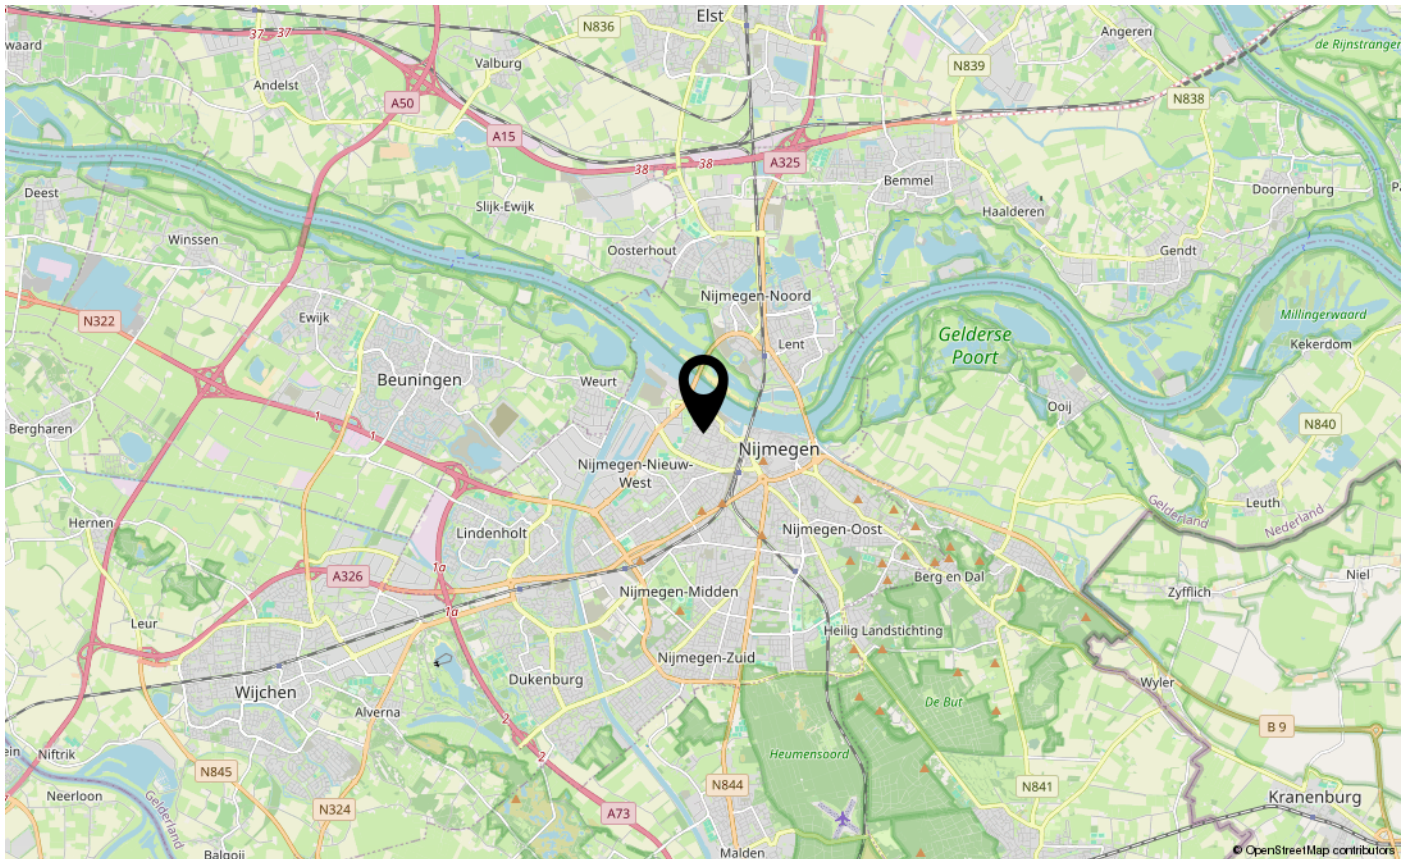 Elst
N836
Angeren
waard
37
37
de Rijnstrangen
Valburg
N839
Andelst
A50
N838
A15
38
38
A325
Bemmel
Deest
Doornenburg
Slijk-Ewijk
Haalderen
Winssen
Oosterhout
Gendt
Nijmegen-Noord
Ewijk
N322
Millingerwaard
Gelderse
Poort
Lent
Kekerdom
Beuningen
Weurt
Ooij
1
1
N840
Bergharen
Nijmegen
Nijmegen-Nieuw-
West
Leuth
Gelderland
Nederland
Hernen
Lindenholt
Nijmegen-Oost
1a
A326
Berg en Dal
Niel
Zyfflich
Nijmegen-Midden
1a
Leur
Heilig Landstichting
Nijmegen-Zuid
Dukenburg
Wyler
Wijchen
De But
Alverna
2
B 9
Niftrik
2
Heumensoord
N845
N844
N841
Neerloon
Gelderland
N324
A73
Kranenburg
Balgoij
Malden
© OpenStreetMap contributors